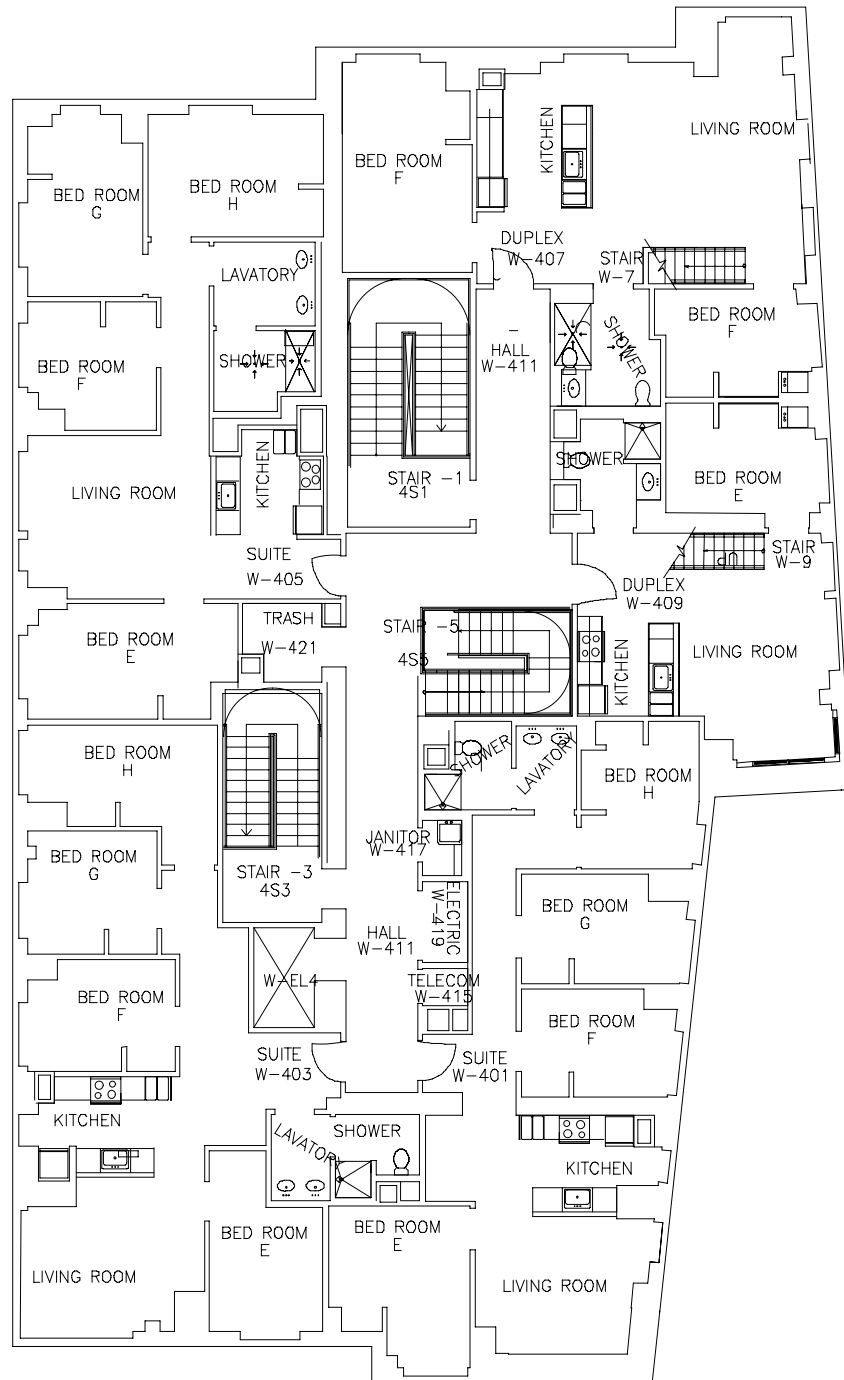 LIVING ROOM
KITCHEN
BED ROOM
F
BED ROOM
G
BED ROOM
H
DUPLEX
W-407
STAIR
W-7
LAVATORY
BED ROOM
F
SHOWER
HALL
W-411
SHOWER
BED ROOM
F
LIVING ROOM
KITCHEN
STAIR -1
4S1
SHOWER
BED ROOM
E
SUITE
W-405
STAIR
W-9
UP
DUPLEX
W-409
TRASH
W-421
STAIR -5
4S5
BED ROOM
E
KITCHEN
LIVING ROOM
BED ROOM
H
SHOWER
LAVATORY
BED ROOM
H
JANITOR
W-417
BED ROOM
G
STAIR -3
4S3
ELECTRIC
W-419
BED ROOM
G
HALL
W-411
W-EL4
TELECOM
W-415
BED ROOM
F
BED ROOM
F
SUITE
W-403
SUITE
W-401
KITCHEN
LAVATORY
SHOWER
KITCHEN
BED ROOM
E
BED ROOM
E
LIVING ROOM
LIVING ROOM